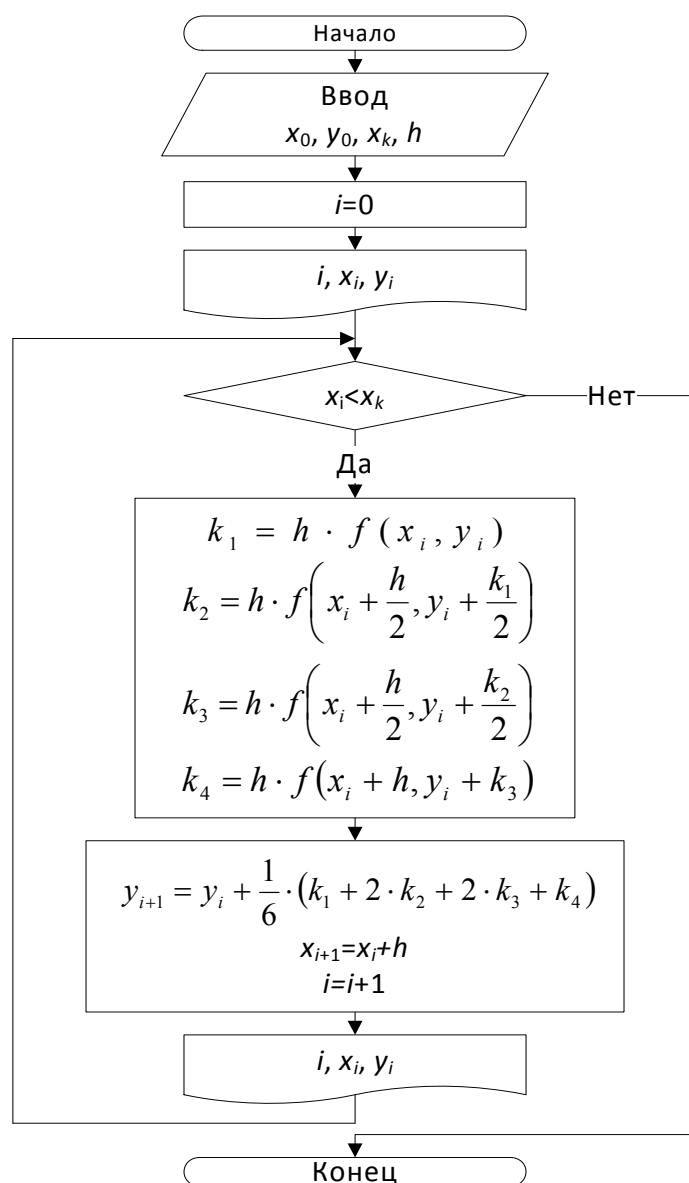 Начало
Ввод
x₀, y₀, xₖ, h
i=0
i, xᵢ, yᵢ
xᵢ<xₖ
Нет
Да
k₁ = h · f(xᵢ, yᵢ)
k₂ = h · f(xᵢ + h/2, yᵢ + k₁/2)
k₃ = h · f(xᵢ + h/2, yᵢ + k₂/2)
k₄ = h · f(xᵢ + h, yᵢ + k₃)
yᵢ₊₁ = yᵢ + 1/6 · (k₁ + 2 · k₂ + 2 · k₃ + k₄)
xᵢ₊₁=xᵢ+h
i=i+1
i, xᵢ, yᵢ
Конец